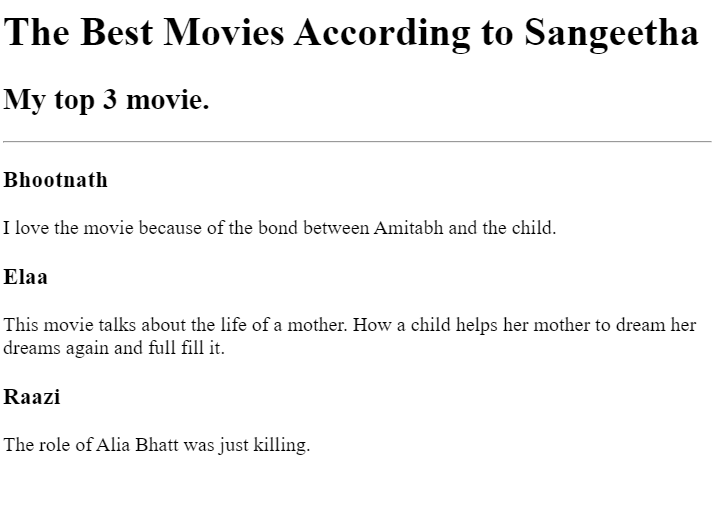 The Best Movies According to Sangeetha
My top 3 movie.
Bhootnath
I love the movie because of the bond between Amitabh and the child.
Elaa
This movie talks about the life of a mother. How a child helps her mother to dream her
dreams again and full fill it.
Raazi
The role of Alia Bhatt was just killing.